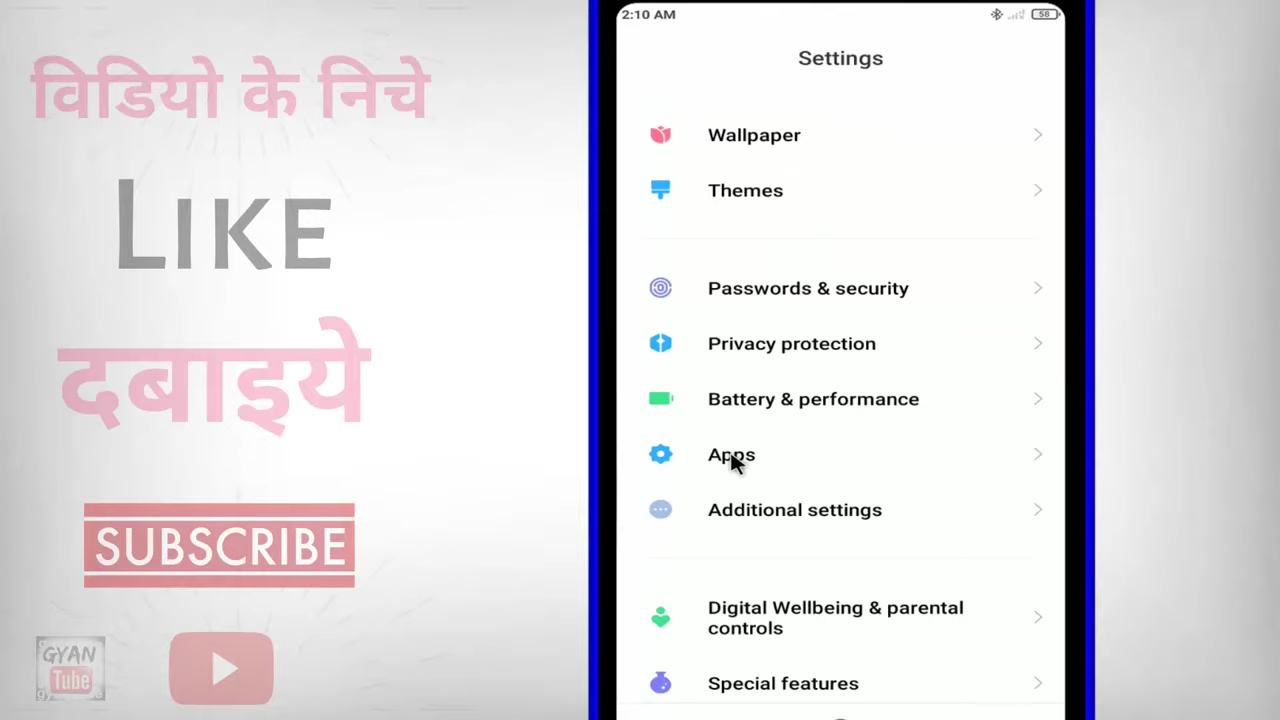 विडियो के निचे
LIKE
दबाइये
SUBSCRIBE
GYAN
Tube
2:10 AM
58
Settings
Wallpaper
Themes
Passwords & security
Privacy protection
Battery & performance
Apps
Additional settings
Digital Wellbeing & parental
controls
Special features